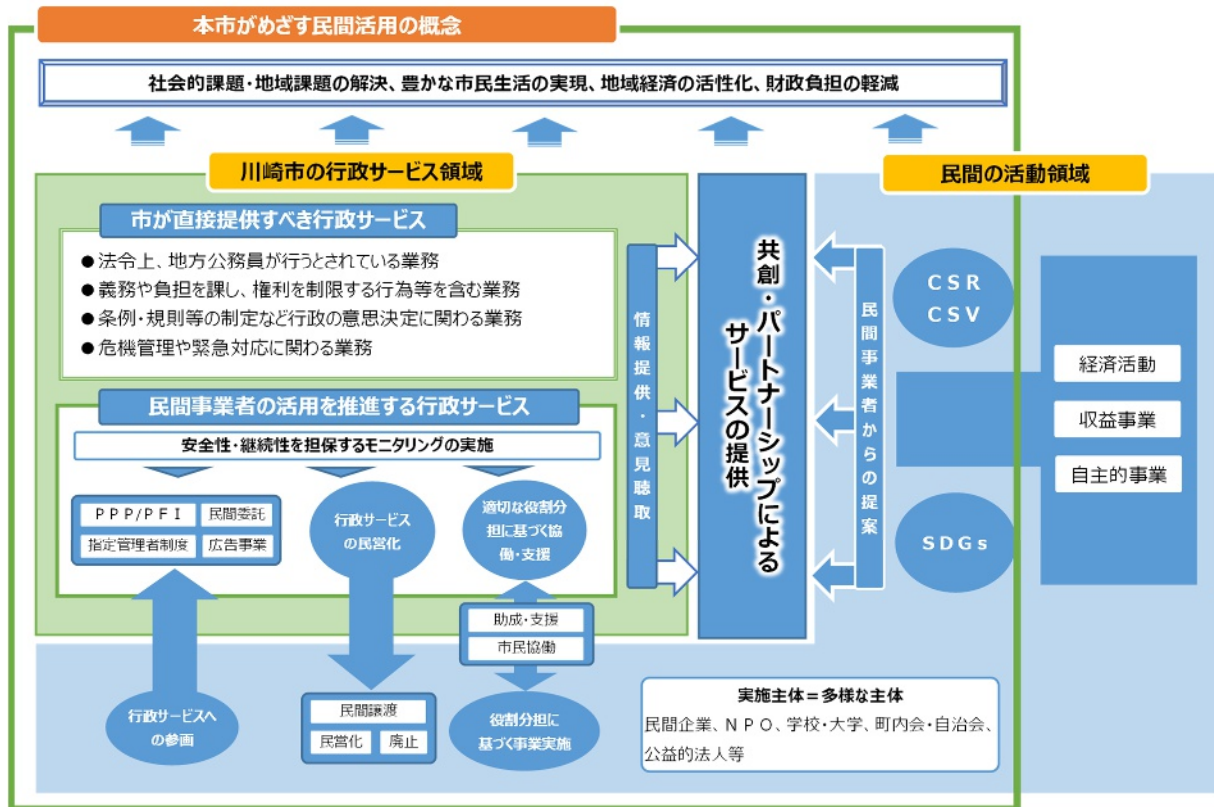 本市がめざす民間活用の概念
社会的課題・地域課題の解決、豊かな市民生活の実現、地域経済の活性化、財政負担の軽減
川崎市の行政サービス領域
民間の活動領域
市が直接提供すべき行政サービス
●法令上、地方公務員が行うとされている業務
●義務や負担を課し、権利を制限する行為等を含む業務
●条例・規則等の制定など行政の意思決定に関わる業務
●危機管理や緊急対応に関わる業務
民間事業者の活用を推進する行政サービス
安全性・継続性を担保するモニタリングの実施
PPP/PFI
民間委託
指定管理者制度
広告事業
行政サービス
の民営化
適切な役割分
担に基づく協
働・支援
助成・支援
市民協働
行政サービスへ
の参画
民間譲渡
民営化
廃止
役割分担に
基づく事業実施
情報提供・意見聴取
共創・パートナーシップによる
サービスの提供
民間事業者からの提案
CSR
CSV
SDGs
経済活動
収益事業
自主的事業
実施主体=多様な主体
民間企業、NPO、学校・大学、町内会・自治会、
公益的法人等